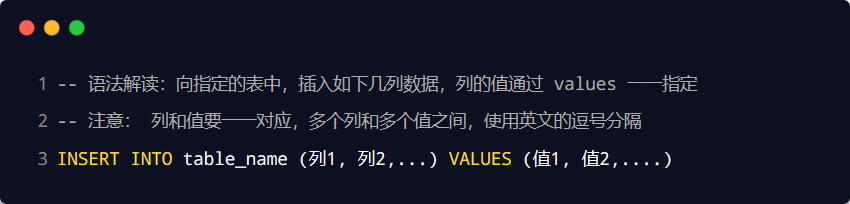 1 -- 语法解读：向指定的表中，插入如下几列数据，列的值通过 values 一一指定
2 -- 注意： 列和值要一一对应，多个列和多个值之间，使用英文的逗号分隔
3 INSERT INTO table_name (列1, 列2,...) VALUES (值1, 值2,....)